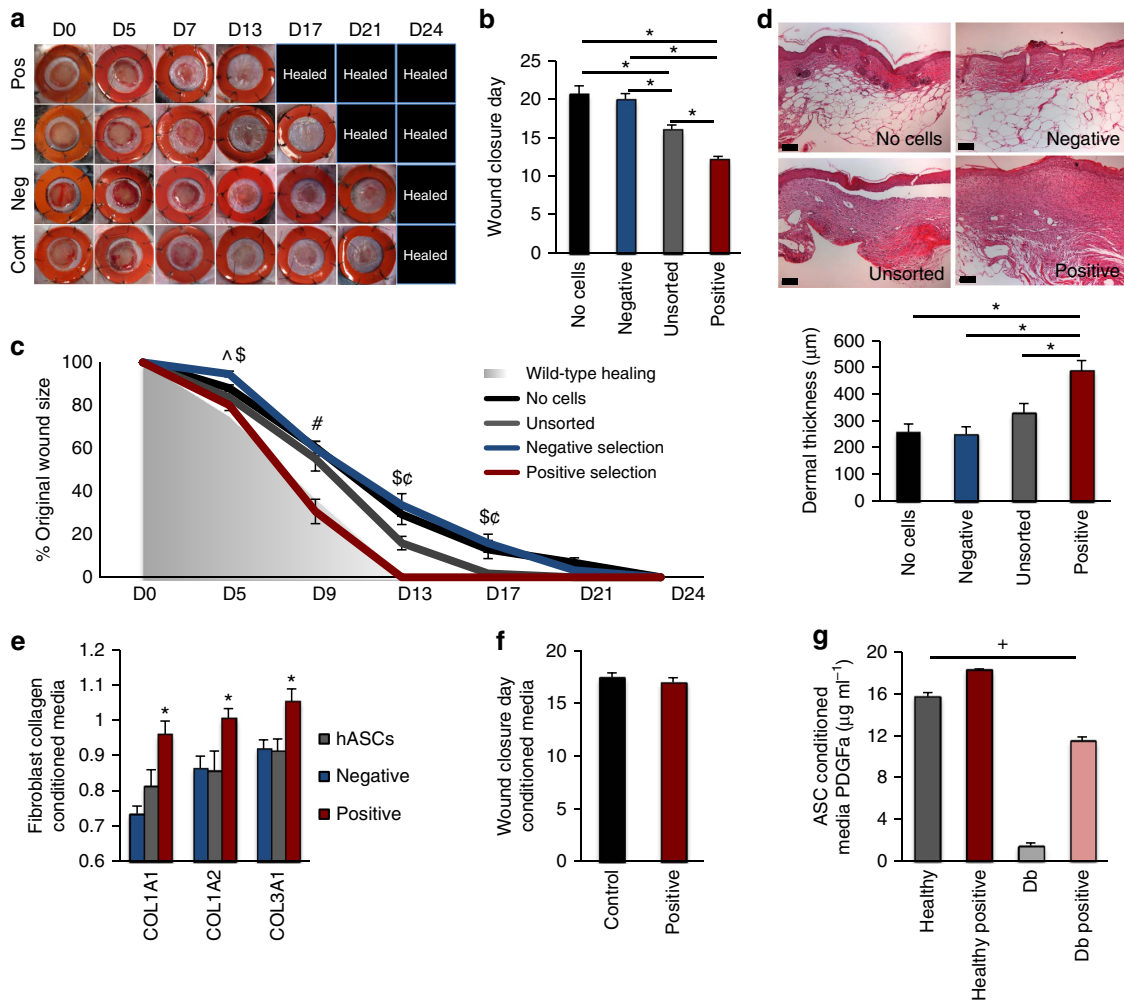 a
D0 D5 D7 D13 D17 D21 D24
Pos Healed Healed Healed
Uns Healed Healed
Neg Healed
Cont Healed
b
* * * * *
Wound closure day
25
20
15
10
5
0
No cells Negative Unsorted Positive
c
% Original wound size
100
80
60
40
20
0
^ $ # $¢ $¢
Wild-type healing
No cells
Unsorted
Negative selection
Positive selection
D0 D5 D9 D13 D17 D21 D24
d
No cells Negative
Unsorted Positive
* * *
Dermal thickness (μm)
600
500
400
300
200
100
0
No cells Negative Unsorted Positive
e
Fibroblast collagen
conditioned media
1.2
1.1
1
0.9
0.8
0.7
0.6
* * *
hASCs
Negative
Positive
COL1A1 COL1A2 COL3A1
f
Wound closure day
conditioned media
20
15
10
5
0
Control Positive
g
ASC conditioned
media PDGFa (μg ml⁻¹)
20
16
12
8
4
0
+
Healthy Healthy positive Db Db positive